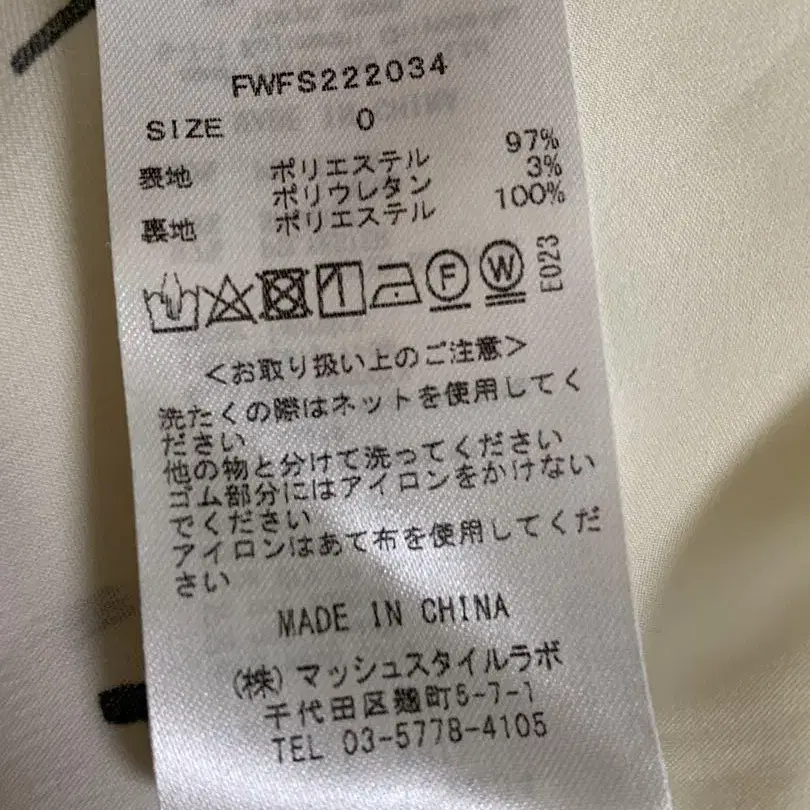 FWFS222034
SIZE 0
表地 ポリエステル 97%
ポリウレタン 3%
裏地 ポリエステル 100%
F W E023
<お取り扱い上のご注意>
洗たくの際はネットを使用してく
ださい
他の物と分けて洗ってください
ゴム部分にはアイロンをかけない
でください
アイロンはあて布を使用してくだ
さい
MADE IN CHINA
(株)マッシュスタイルラボ
千代田区麹町5-7-1
TEL 03-5778-4105